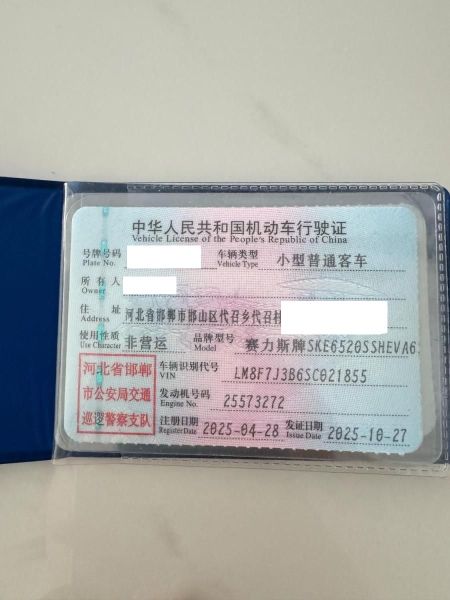 中华人民共和国机动车行驶证
Vehicle License of the People's Republic of China
号牌号码 Plate No. 车辆类型 Vehicle Type 小型普通客车
所有人 Owner
住址 Address 河北省邯郸市邯山区代召乡代召村
使用性质 Use Character 非营运 品牌型号 Model 赛力斯牌SKE6520SSHEVA6
河北省邯郸
市公安局交通
巡逻警察支队
车辆识别代号 VIN LM8F7J3B6SC021855
发动机号码 Engine No. 25573272
注册日期 Register Date 2025-04-28 发证日期 Issue Date 2025-10-27